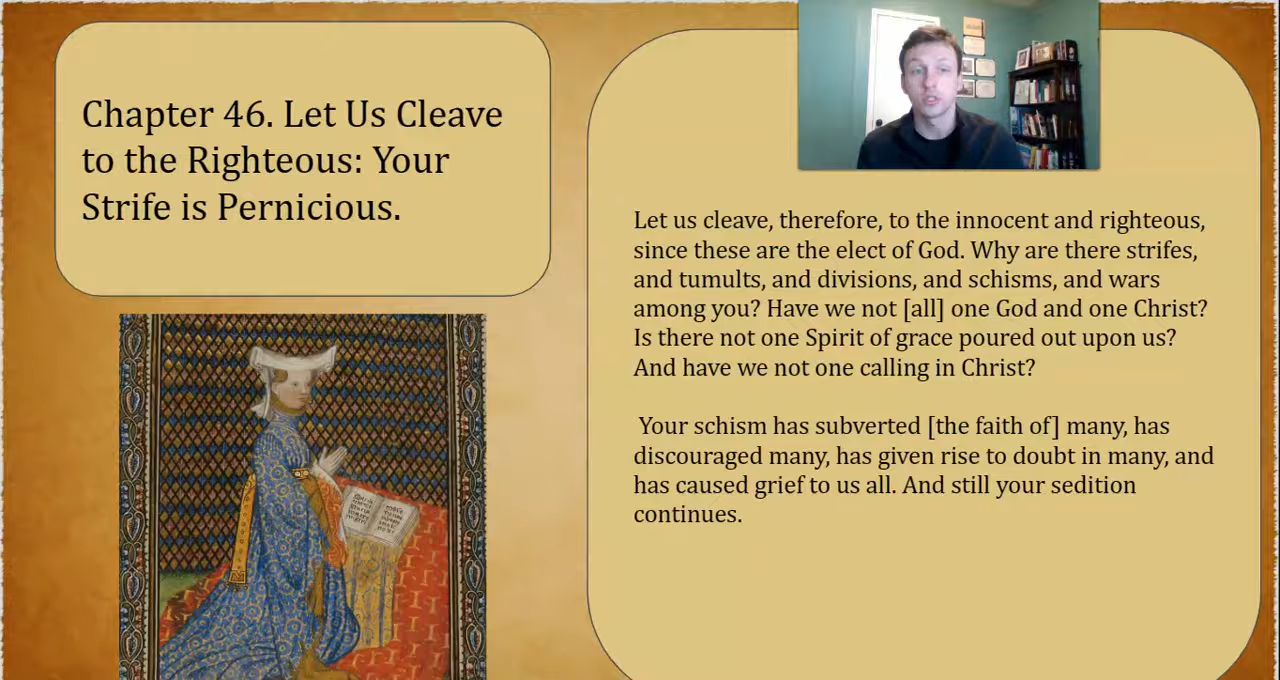 Chapter 46. Let Us Cleave
to the Righteous: Your
Strife is Pernicious.
Let us cleave, therefore, to the innocent and righteous,
since these are the elect of God. Why are there strifes,
and tumults, and divisions, and schisms, and wars
among you? Have we not [all] one God and one Christ?
Is there not one Spirit of grace poured out upon us?
And have we not one calling in Christ?
Your schism has subverted [the faith of] many, has
discouraged many, has given rise to doubt in many, and
has caused grief to us all. And still your sedition
continues.